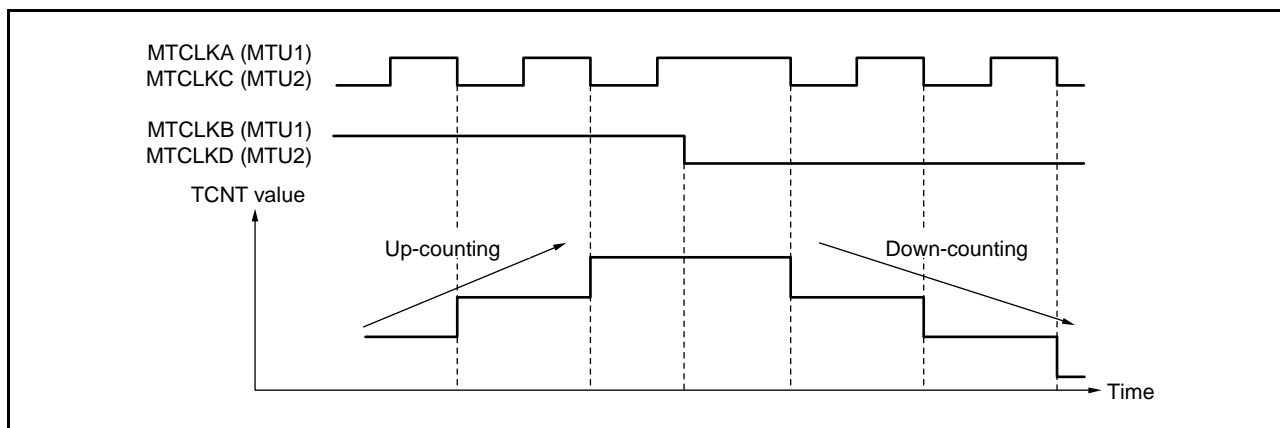 MTCLKA (MTU1)
MTCLKC (MTU2)
MTCLKB (MTU1)
MTCLKD (MTU2)
TCNT value
Up-counting
Down-counting
Time